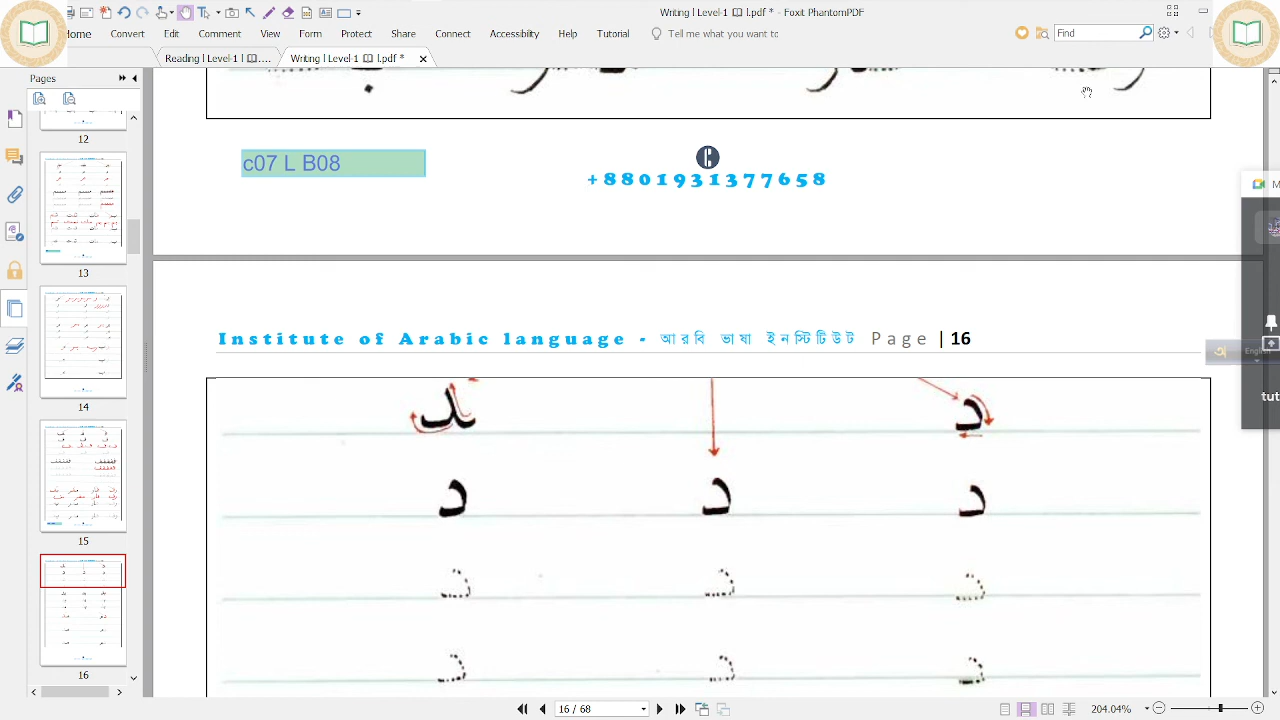 Writing l Level-1 🕮 l.pdf * - Foxit PhantomPDF
Home Convert Edit Comment View Form Protect Share Connect Accessibility Help Tutorial Tell me what you want to Find
Reading l Level-1 l 🕮.... Writing l Level-1 🕮 l.pdf *
Pages
12
13
14
15
16
c07 L B08
+8801931377658
Institute of Arabic language - আরবি ভাষা ইনস্টিটিউট Page | 16
د
د د د
د د د
د د د
অ English
tut
16 / 68
204.04%